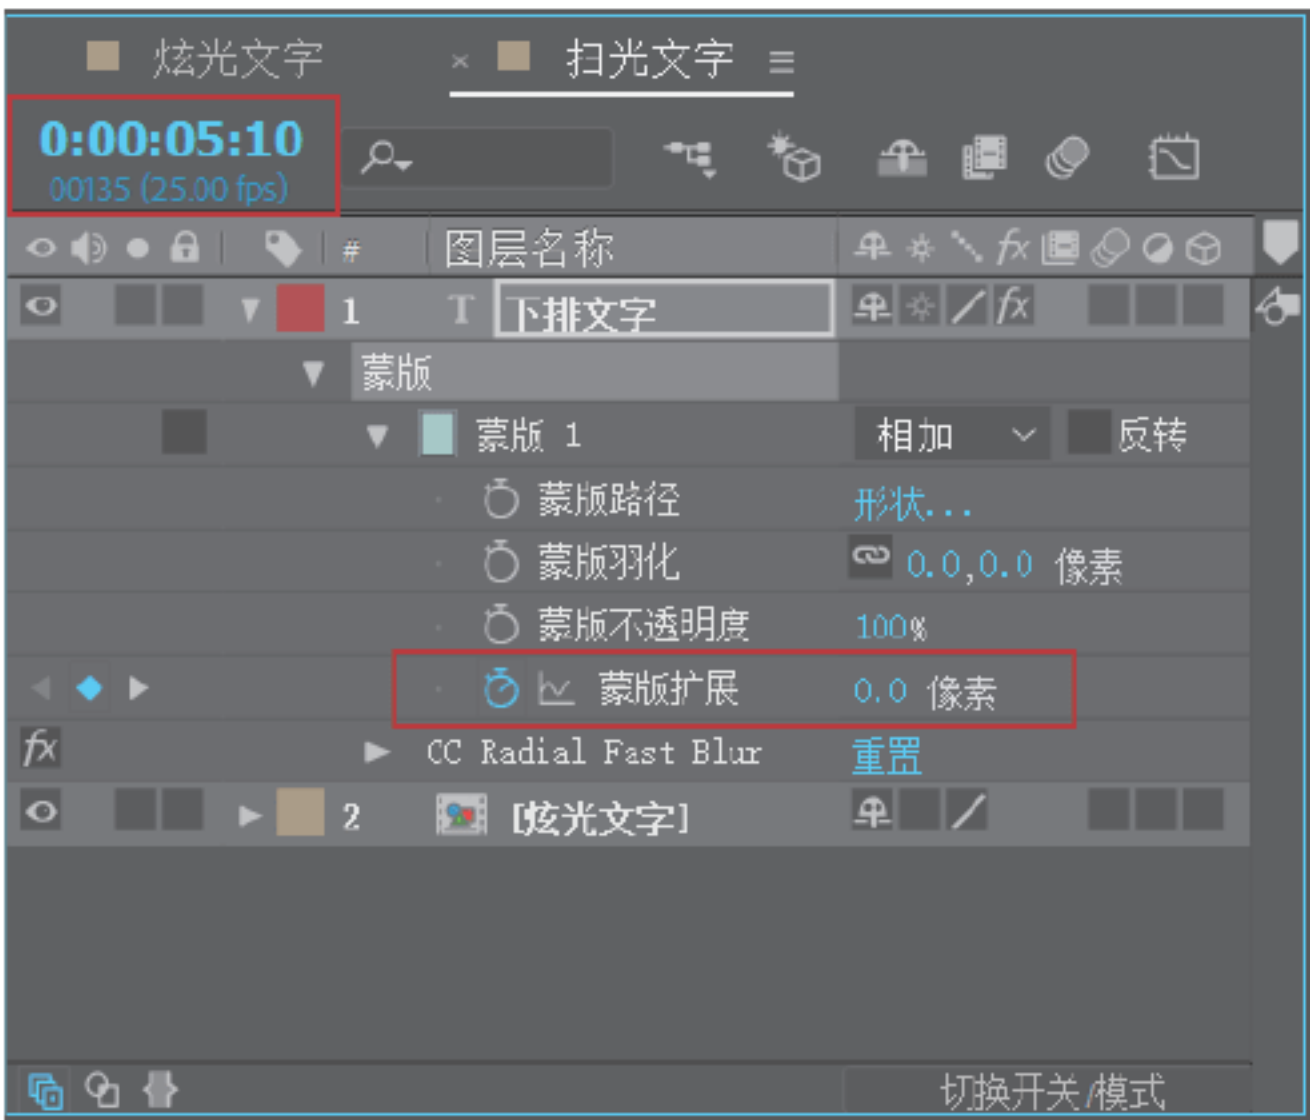 炫光文字 × 扫光文字
0:00:05:10
00135 (25.00 fps)
# 图层名称 fx
1 T 下排文字 fx
蒙版
蒙版 1 相加 反转
蒙版路径 形状...
蒙版羽化 0.0,0.0 像素
蒙版不透明度 100%
蒙版扩展 0.0 像素
fx CC Radial Fast Blur 重置
2 [炫光文字]
切换开关/模式